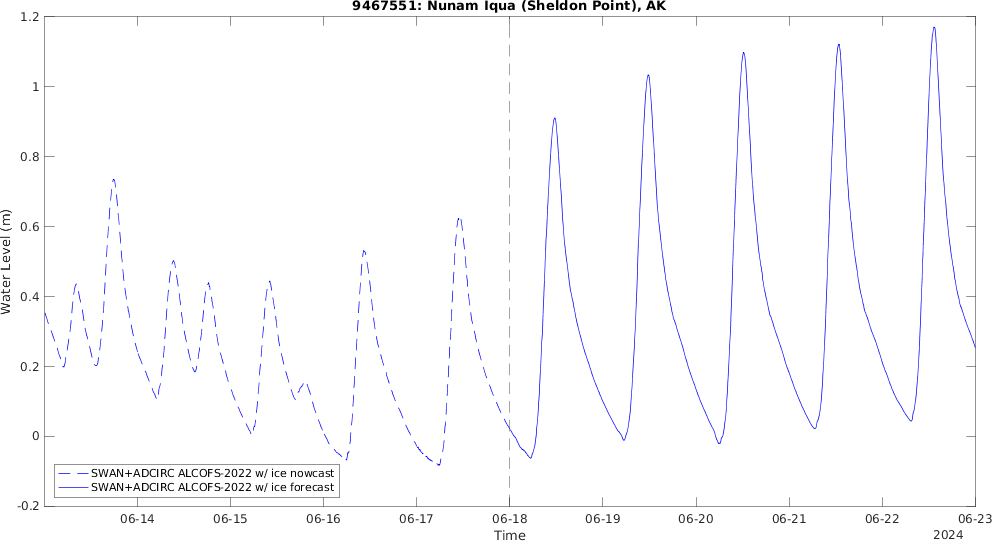 9467551: Nunam Iqua (Sheldon Point), AK
1.2
1
0.8
0.6
0.4
0.2
0
-0.2
Water Level (m)
SWAN+ADCIRC ALCOFS-2022 w/ ice nowcast
SWAN+ADCIRC ALCOFS-2022 w/ ice forecast
06-14 06-15 06-16 06-17 06-18 06-19 06-20 06-21 06-22 06-23
Time
2024